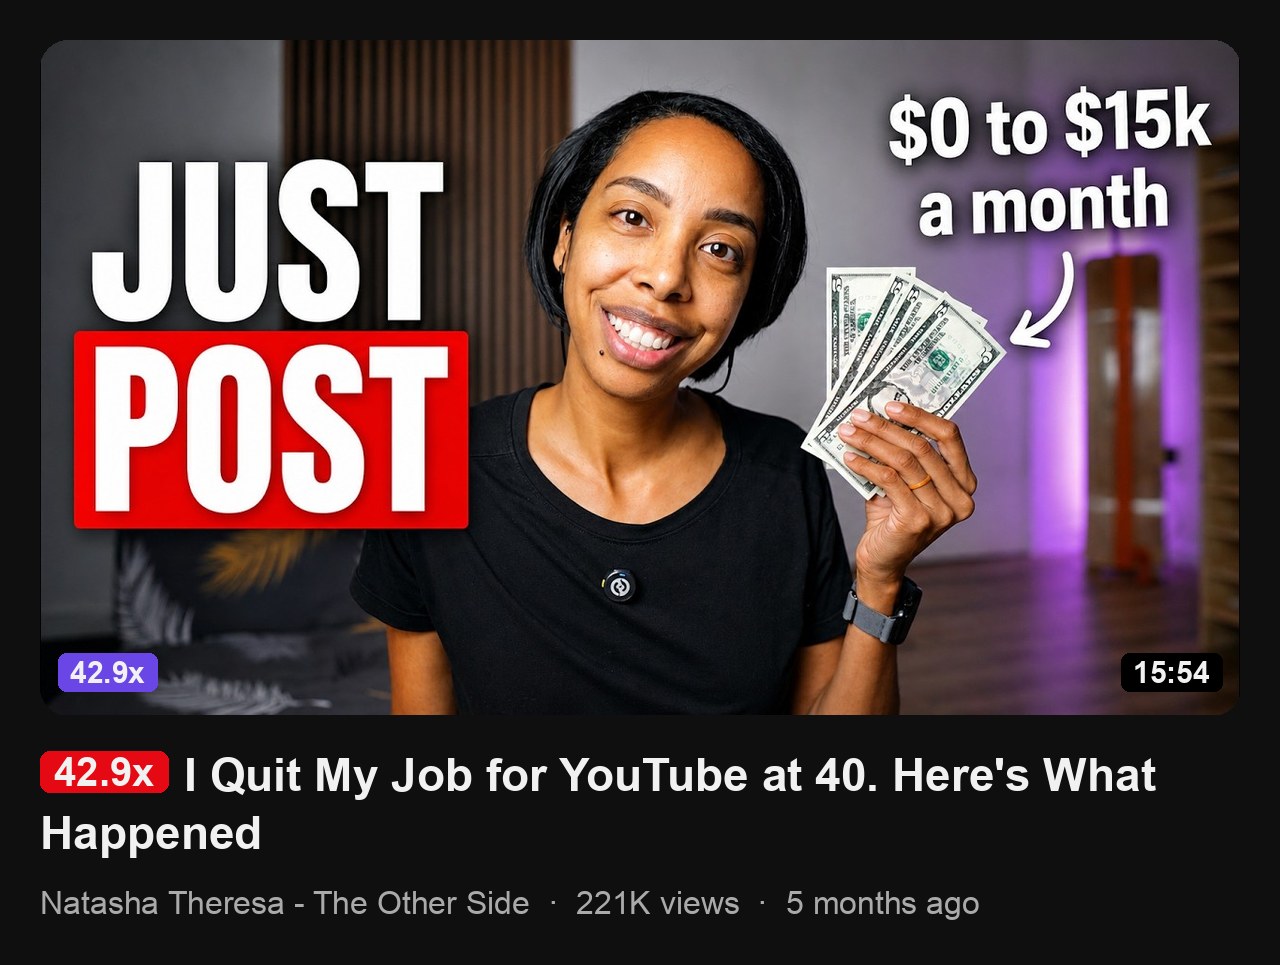 JUST
POST
$0 to $15k
a month
42.9x
15:54
42.9x I Quit My Job for YouTube at 40. Here's What
Happened
Natasha Theresa - The Other Side · 221K views · 5 months ago